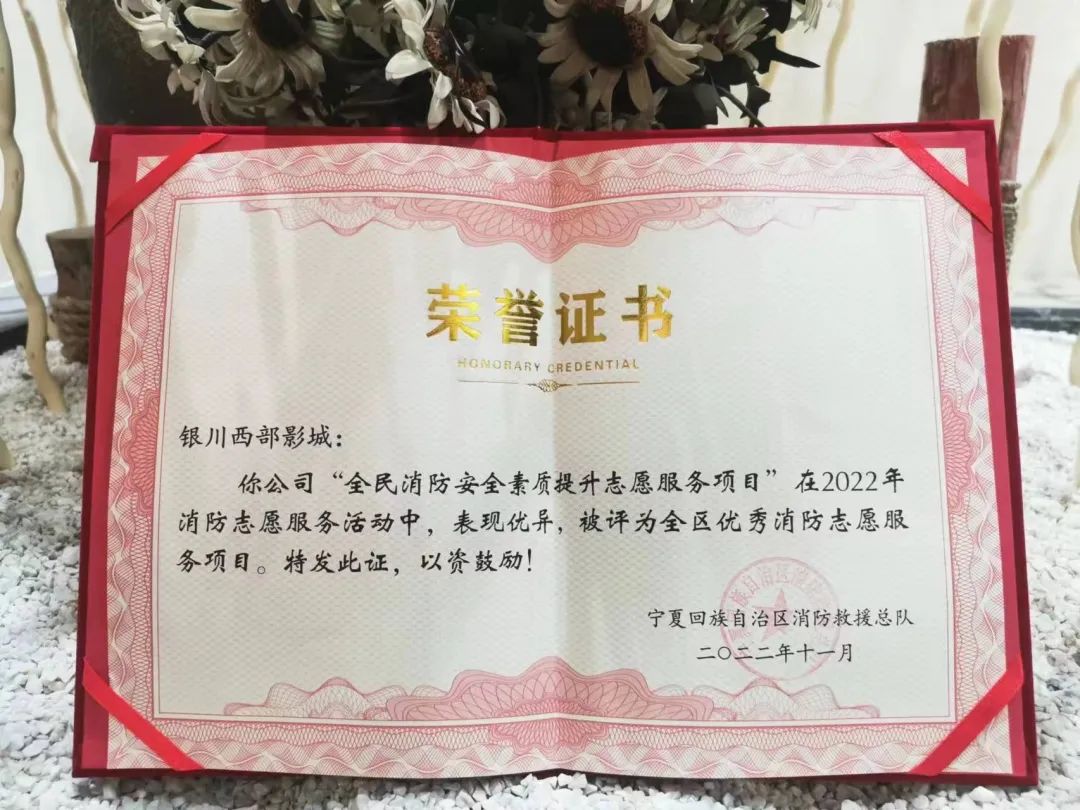 荣誉证书
HONORARY CREDENTIAL
银川西部影城：
你公司“全民消防安全素质提升志愿服务项目”在2022年
消防志愿服务活动中，表现优异，被评为全区优秀消防志愿服
务项目。特发此证，以资鼓励！
宁夏回族自治区消防救援总队
二〇二二年十一月